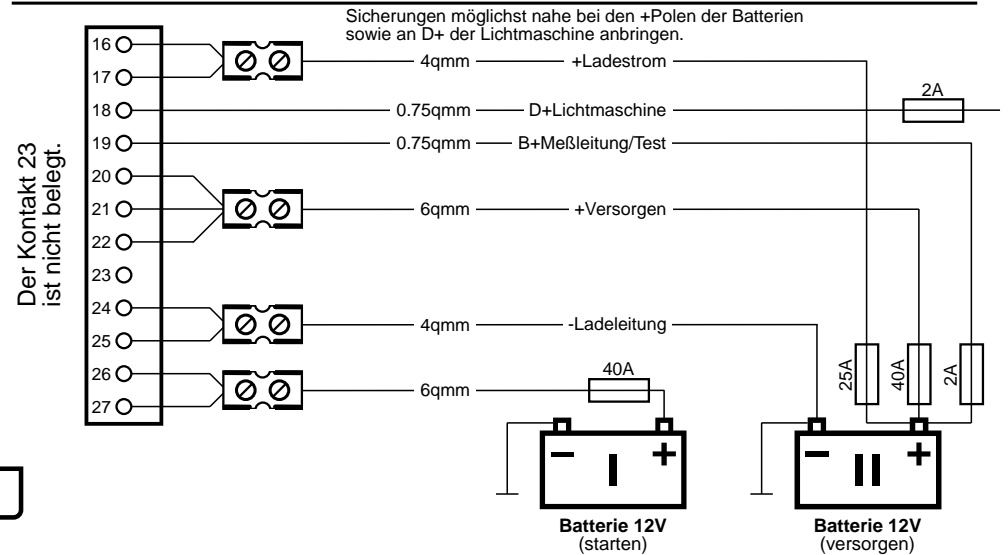 Sicherungen möglichst nahe bei den +Polen der Batterien
sowie an D+ der Lichtmaschine anbringen.
Der Kontakt 23
ist nicht belegt.
16
4qmm +Ladestrom
17
2A
18 0.75qmm D+Lichtmaschine
19 0.75qmm B+Meßleitung/Test
20
21 6qmm +Versorgen
22
23
24
4qmm -Ladeleitung
25
25A 40A 2A
26
40A
6qmm
27
− I +
− II +
Batterie 12V
(starten)
Batterie 12V
(versorgen)